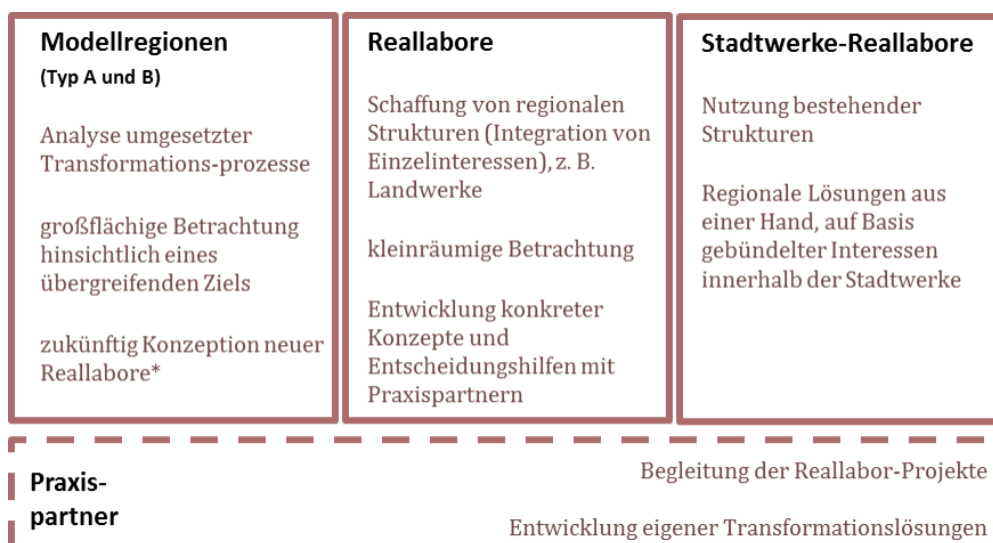 Modellregionen
(Typ A und B)
Analyse umgesetzter
Transformations-prozesse
großflächige Betrachtung
hinsichtlich eines
übergreifenden Ziels
zukünftig Konzeption neuer
Reallabore*
Reallabore
Schaffung von regionalen
Strukturen (Integration von
Einzelinteressen), z. B.
Landwerke
kleinräumige Betrachtung
Entwicklung konkreter
Konzepte und
Entscheidungshilfen mit
Praxispartnern
Stadtwerke-Reallabore
Nutzung bestehender
Strukturen
Regionale Lösungen aus
einer Hand, auf Basis
gebündelter Interessen
innerhalb der Stadtwerke
Praxis-
partner
Begleitung der Reallabor-Projekte
Entwicklung eigener Transformationslösungen